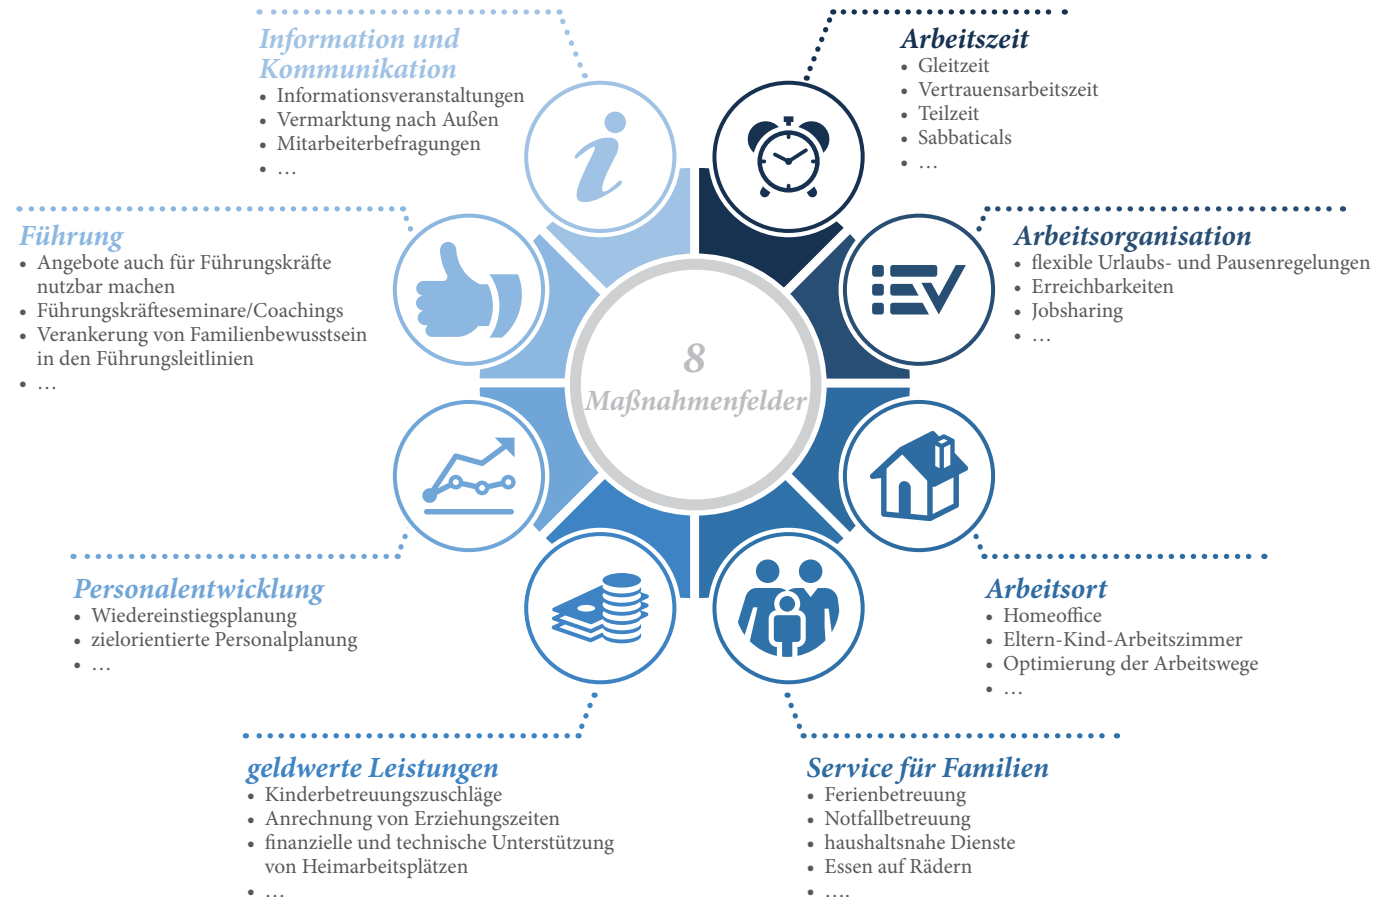 Information und
Kommunikation
• Informationsveranstaltungen
• Vermarktung nach Außen
• Mitarbeiterbefragungen
• …
Arbeitszeit
• Gleitzeit
• Vertrauensarbeitszeit
• Teilzeit
• Sabbaticals
• …
Führung
• Angebote auch für Führungskräfte
nutzbar machen
• Führungskräfteseminare/Coachings
• Verankerung von Familienbewusstsein
in den Führungsleitlinien
• …
Arbeitsorganisation
• flexible Urlaubs- und Pausenregelungen
• Erreichbarkeiten
• Jobsharing
• …
8
Maßnahmenfelder
Personalentwicklung
• Wiedereinstiegsplanung
• zielorientierte Personalplanung
• …
Arbeitsort
• Homeoffice
• Eltern-Kind-Arbeitszimmer
• Optimierung der Arbeitswege
• …
geldwerte Leistungen
• Kinderbetreuungszuschläge
• Anrechnung von Erziehungszeiten
• finanzielle und technische Unterstützung
von Heimarbeitsplätzen
• …
Service für Familien
• Ferienbetreuung
• Notfallbetreuung
• haushaltsnahe Dienste
• Essen auf Rädern
• ….